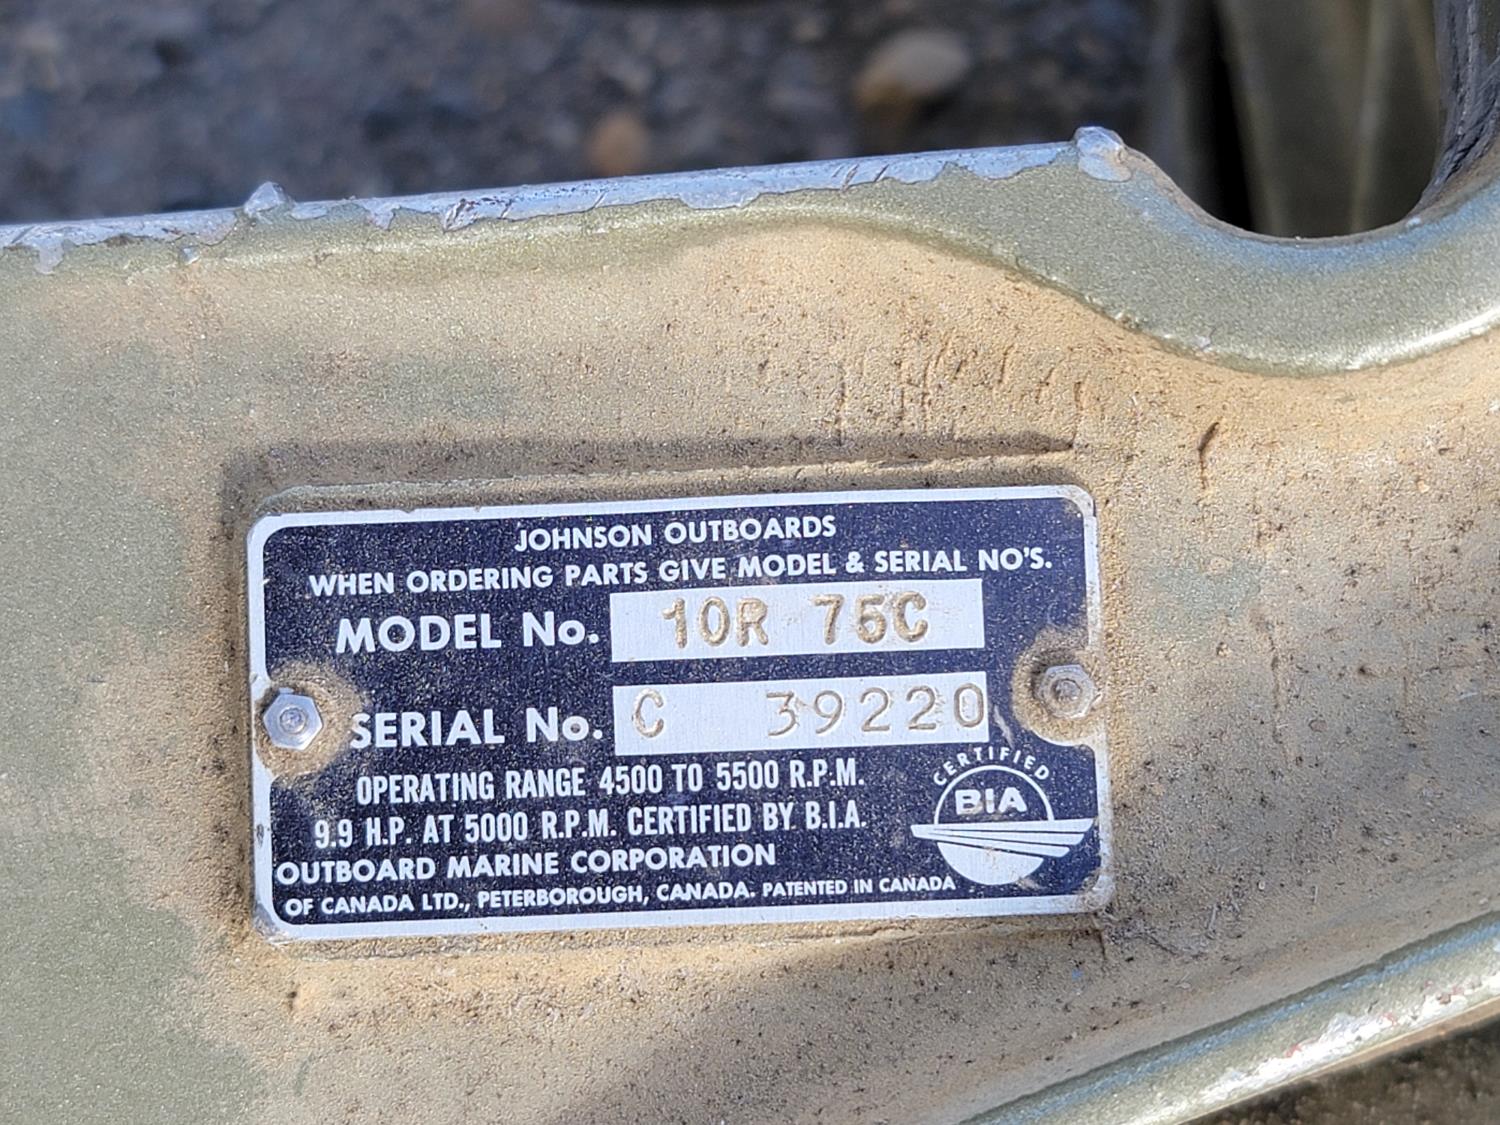 JOHNSON OUTBOARDS
WHEN ORDERING PARTS GIVE MODEL & SERIAL NO'S.
MODEL No. 10R 75C
SERIAL No. C 39220
OPERATING RANGE 4500 TO 5500 R.P.M.
9.9 H.P. AT 5000 R.P.M. CERTIFIED BY B.I.A.
CERTIFIED
BIA
OUTBOARD MARINE CORPORATION
OF CANADA LTD., PETERBOROUGH, CANADA. PATENTED IN CANADA